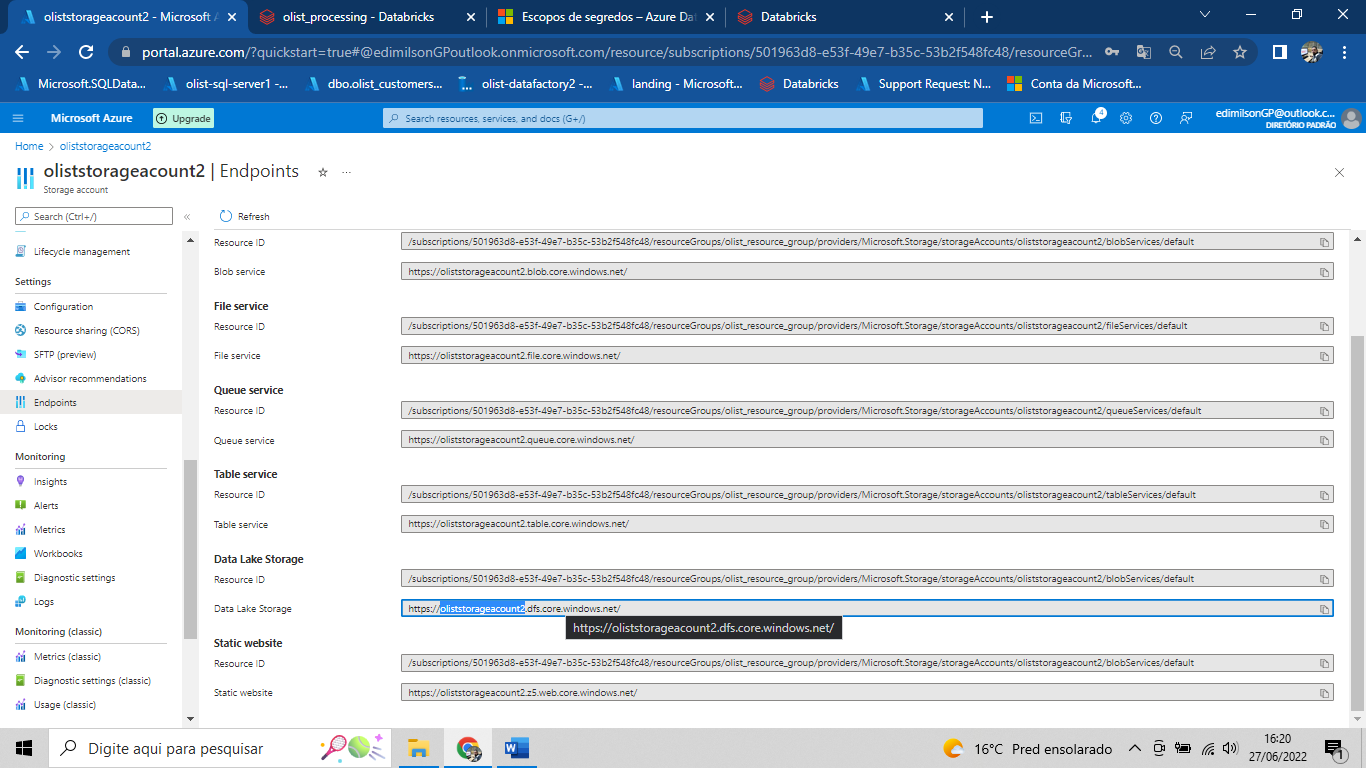 oliststorageacount2 - Microsoft A
olist_processing - Databricks
Escopos de segredos – Azure Da
Databricks
portal.azure.com/?quickstart=true#@edimilsonGPoutlook.onmicrosoft.com/resource/subscriptions/501963d8-e53f-49e7-b35c-53b2f548fc48/resourceGr...
Microsoft.SQLData...
olist-sql-server1 -...
dbo.olist_customers...
olist-datafactory2 -...
landing - Microsoft...
Databricks
Support Request: N...
Conta da Microsoft...
Microsoft Azure
Upgrade
Search resources, services, and docs (G+/)
4
edimilsonGP@outlook.c...
DIRETÓRIO PADRÃO
Home > oliststorageacount2
oliststorageacount2 | Endpoints
Storage account
Search (Ctrl+/)
Refresh
Lifecycle management
Settings
Configuration
Resource sharing (CORS)
SFTP (preview)
Advisor recommendations
Endpoints
Locks
Monitoring
Insights
Alerts
Metrics
Workbooks
Diagnostic settings
Logs
Monitoring (classic)
Metrics (classic)
Diagnostic settings (classic)
Usage (classic)
Resource ID /subscriptions/501963d8-e53f-49e7-b35c-53b2f548fc48/resourceGroups/olist_resource_group/providers/Microsoft.Storage/storageAccounts/oliststorageacount2/blobServices/default
Blob service https://oliststorageacount2.blob.core.windows.net/
File service
Resource ID /subscriptions/501963d8-e53f-49e7-b35c-53b2f548fc48/resourceGroups/olist_resource_group/providers/Microsoft.Storage/storageAccounts/oliststorageacount2/fileServices/default
File service https://oliststorageacount2.file.core.windows.net/
Queue service
Resource ID /subscriptions/501963d8-e53f-49e7-b35c-53b2f548fc48/resourceGroups/olist_resource_group/providers/Microsoft.Storage/storageAccounts/oliststorageacount2/queueServices/default
Queue service https://oliststorageacount2.queue.core.windows.net/
Table service
Resource ID /subscriptions/501963d8-e53f-49e7-b35c-53b2f548fc48/resourceGroups/olist_resource_group/providers/Microsoft.Storage/storageAccounts/oliststorageacount2/tableServices/default
Table service https://oliststorageacount2.table.core.windows.net/
Data Lake Storage
Resource ID /subscriptions/501963d8-e53f-49e7-b35c-53b2f548fc48/resourceGroups/olist_resource_group/providers/Microsoft.Storage/storageAccounts/oliststorageacount2/blobServices/default
Data Lake Storage https://oliststorageacount2.dfs.core.windows.net/
https://oliststorageacount2.dfs.core.windows.net/
Static website
Resource ID /subscriptions/501963d8-e53f-49e7-b35c-53b2f548fc48/resourceGroups/olist_resource_group/providers/Microsoft.Storage/storageAccounts/oliststorageacount2/blobServices/default
Static website https://oliststorageacount2.z5.web.core.windows.net/
Digite aqui para pesquisar
16°C Pred ensolarado
16:20
27/06/2022
1